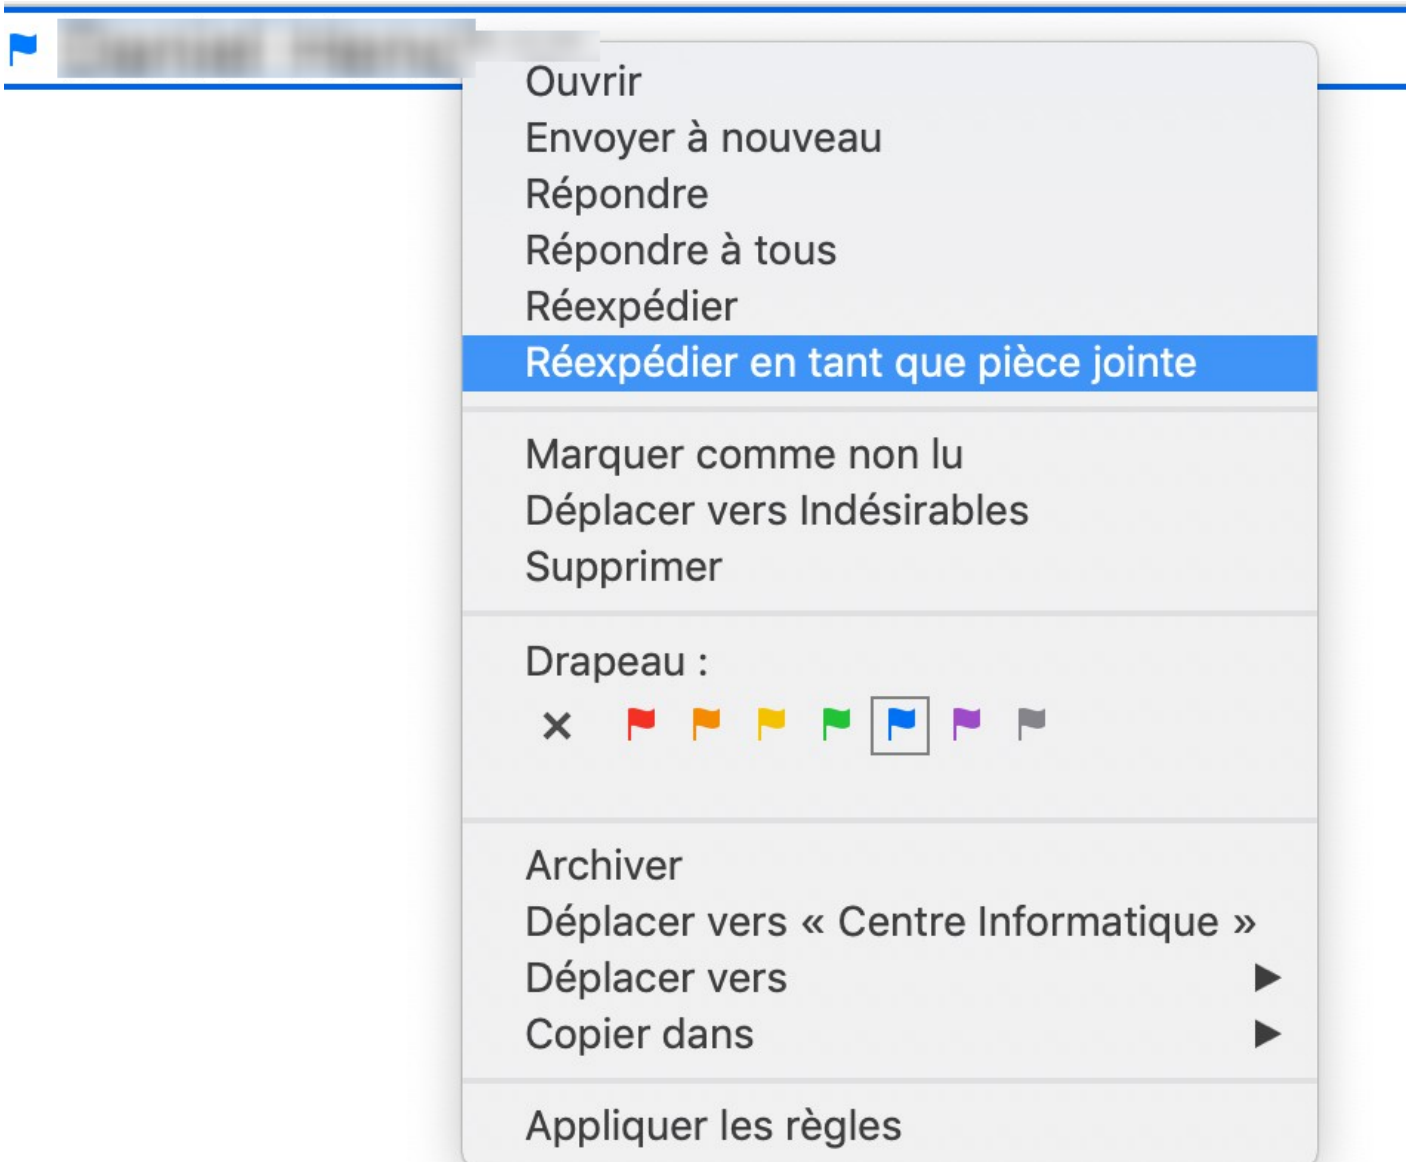 Ouvrir
Envoyer à nouveau
Répondre
Répondre à tous
Réexpédier
Réexpédier en tant que pièce jointe
Marquer comme non lu
Déplacer vers Indésirables
Supprimer
Drapeau :
Archiver
Déplacer vers « Centre Informatique »
Déplacer vers
Copier dans
Appliquer les règles